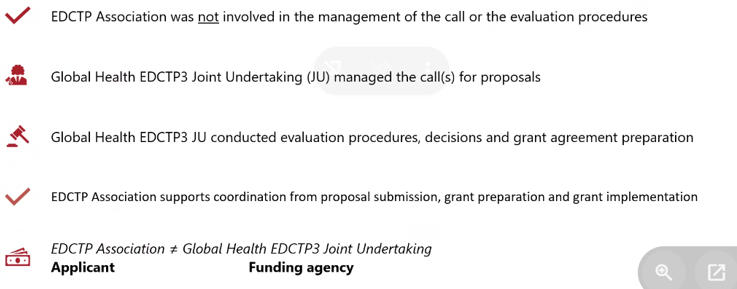 EDCTP Association was not involved in the management of the call or the evaluation procedures
Global Health EDCTP3 Joint Undertaking (JU) managed the call(s) for proposals
Global Health EDCTP3 JU conducted evaluation procedures, decisions and grant agreement preparation
EDCTP Association supports coordination from proposal submission, grant preparation and grant implementation
EDCTP Association ≠ Global Health EDCTP3 Joint Undertaking
Applicant Funding agency